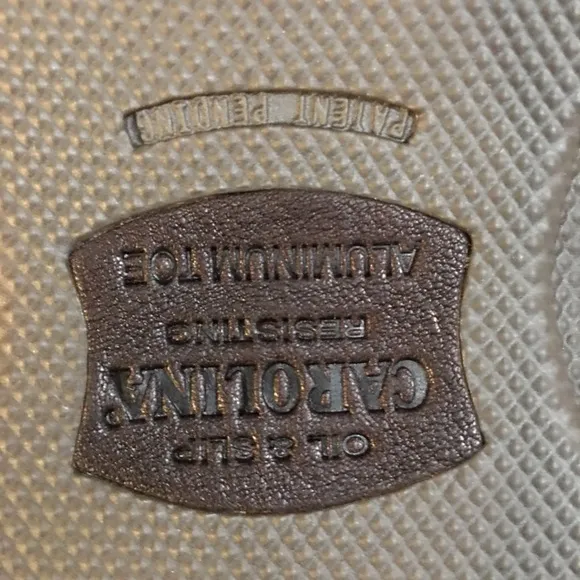 OIL & SLIP
CAROLINA®
RESISTING
ALUMINUM TOE
PATENT PENDING